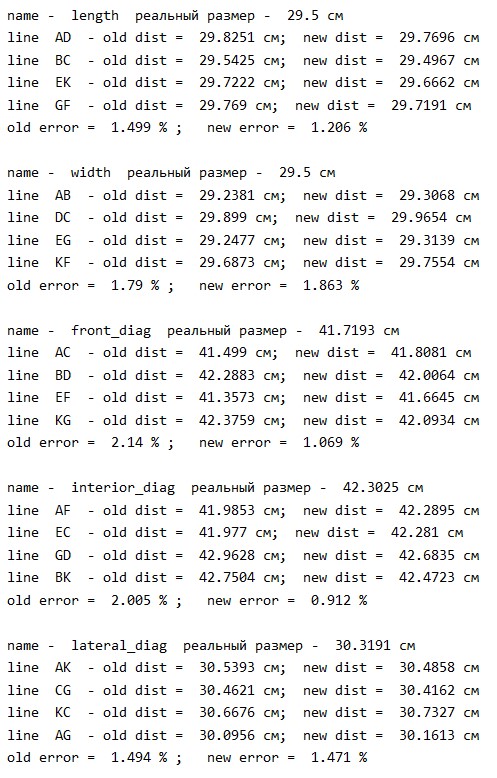 name -  length  реальный размер -  29.5 см
line  AD  - old dist =  29.8251 см;  new dist =  29.7696 см
line  BC  - old dist =  29.5425 см;  new dist =  29.4967 см
line  EK  - old dist =  29.7222 см;  new dist =  29.6662 см
line  GF  - old dist =  29.769 см;  new dist =  29.7191 см
old error =  1.499 % ;   new error =  1.206 %
name -  width  реальный размер -  29.5 см
line  AB  - old dist =  29.2381 см;  new dist =  29.3068 см
line  DC  - old dist =  29.899 см;  new dist =  29.9654 см
line  EG  - old dist =  29.2477 см;  new dist =  29.3139 см
line  KF  - old dist =  29.6873 см;  new dist =  29.7554 см
old error =  1.79 % ;   new error =  1.863 %
name -  front_diag  реальный размер -  41.7193 см
line  AC  - old dist =  41.499 см;  new dist =  41.8081 см
line  BD  - old dist =  42.2883 см;  new dist =  42.0064 см
line  EF  - old dist =  41.3573 см;  new dist =  41.6645 см
line  KG  - old dist =  42.3759 см;  new dist =  42.0934 см
old error =  2.14 % ;   new error =  1.069 %
name -  interior_diag  реальный размер -  42.3025 см
line  AF  - old dist =  41.9853 см;  new dist =  42.2895 см
line  EC  - old dist =  41.977 см;  new dist =  42.281 см
line  GD  - old dist =  42.9628 см;  new dist =  42.6835 см
line  BK  - old dist =  42.7504 см;  new dist =  42.4723 см
old error =  2.005 % ;   new error =  0.912 %
name -  lateral_diag  реальный размер -  30.3191 см
line  AK  - old dist =  30.5393 см;  new dist =  30.4858 см
line  CG  - old dist =  30.4621 см;  new dist =  30.4162 см
line  KC  - old dist =  30.6676 см;  new dist =  30.7327 см
line  AG  - old dist =  30.0956 см;  new dist =  30.1613 см
old error =  1.494 % ;   new error =  1.471 %